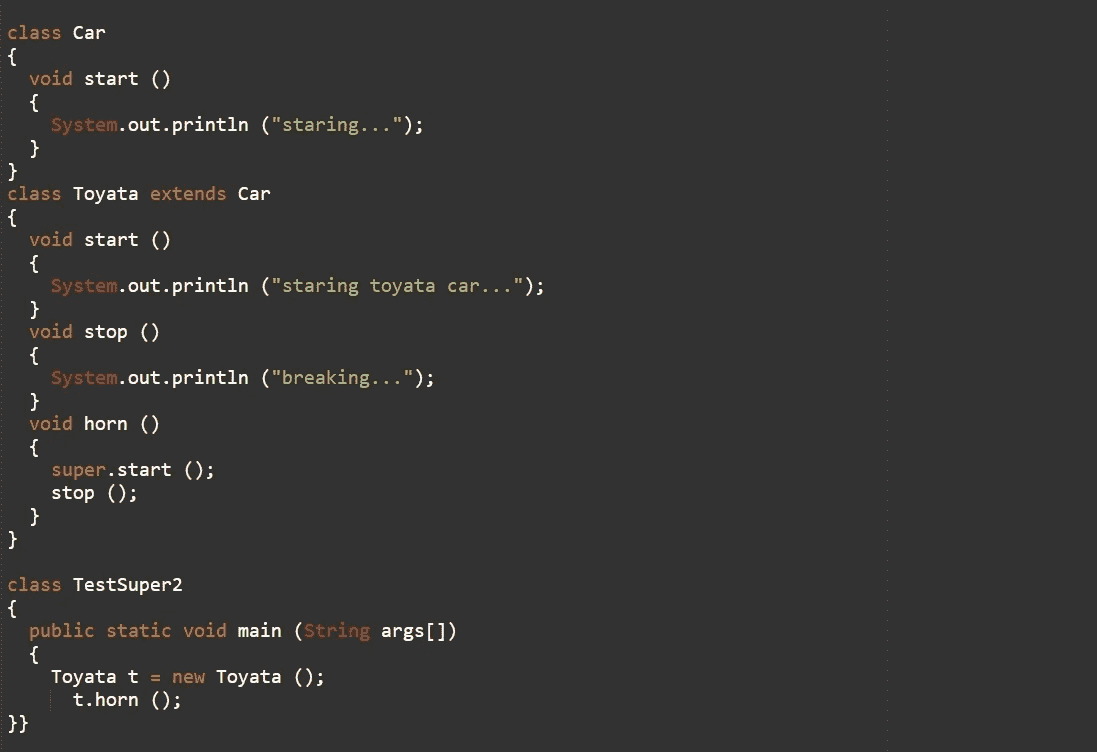 class Car
{
  void start ()
  {
    System.out.println ("staring...");
  }
}
class Toyata extends Car
{
  void start ()
  {
    System.out.println ("staring toyata car...");
  }
  void stop ()
  {
    System.out.println ("breaking...");
  }
  void horn ()
  {
    super.start ();
    stop ();
  }
}

class TestSuper2
{
  public static void main (String args[])
  {
    Toyata t = new Toyata ();
      t.horn ();
}}